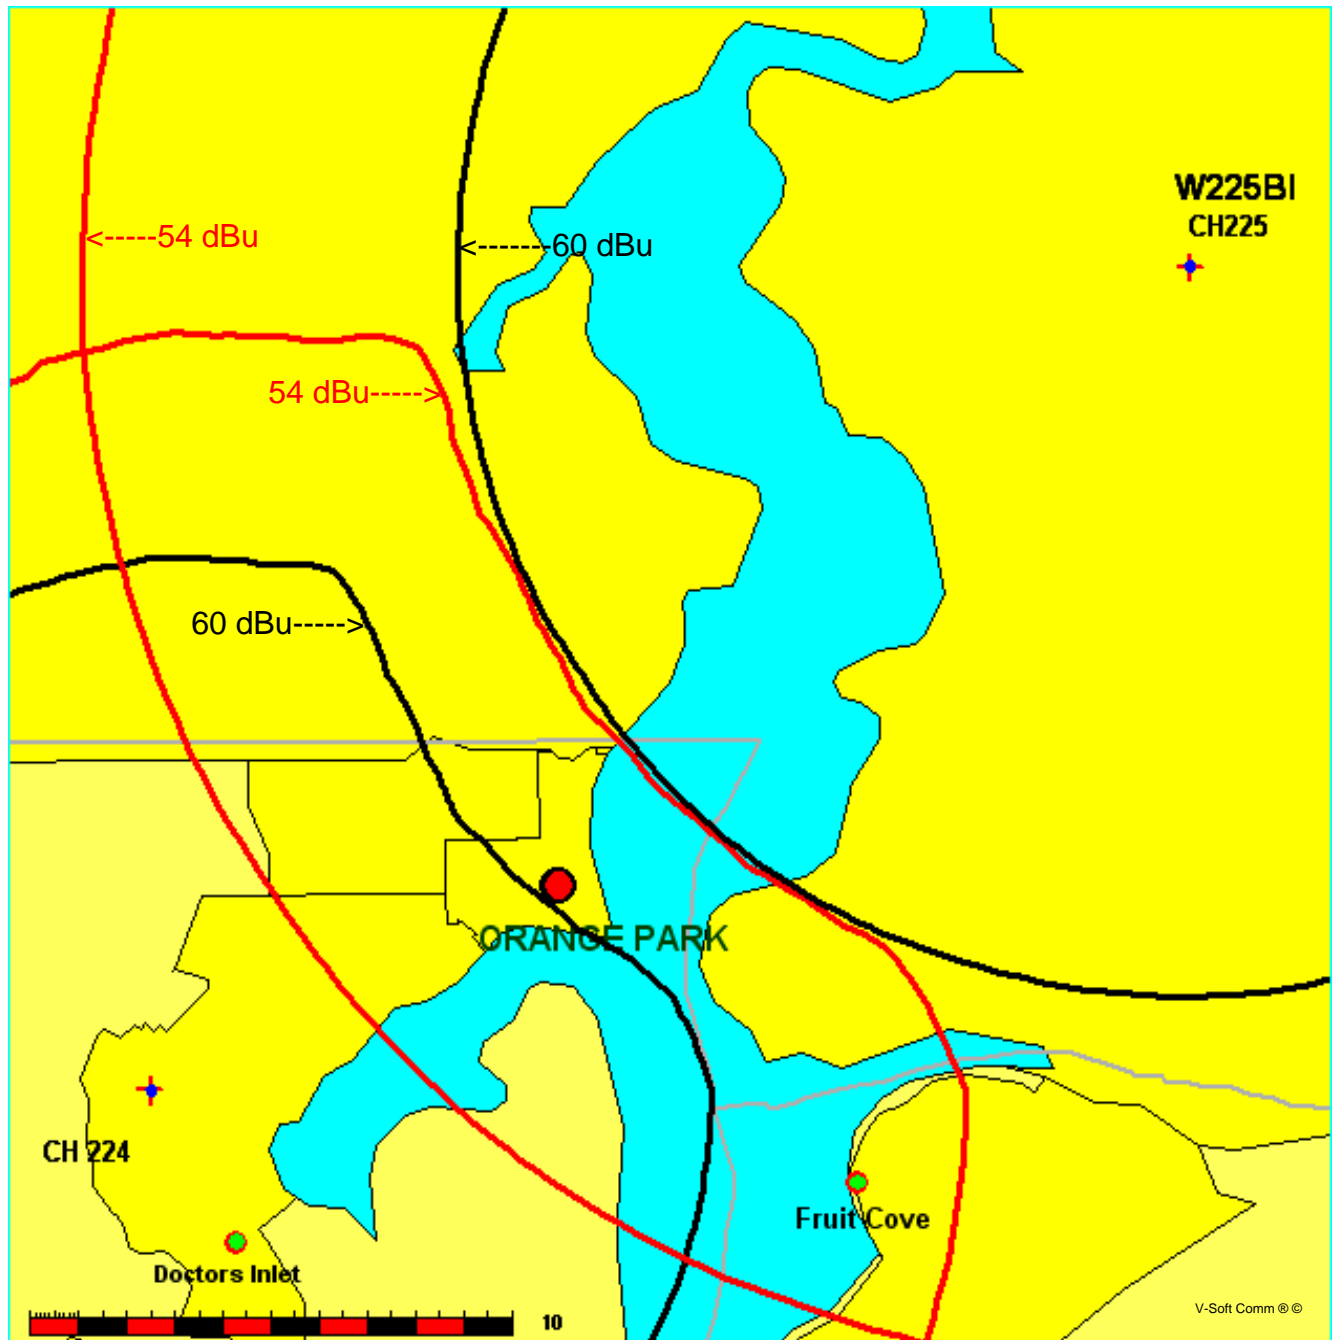 W225BI
CH225
<-----54 dBu
<-------60 dBu
54 dBu----->
60 dBu----->
ORANGE PARK
CH 224
Fruit Cove
Doctors Inlet
10
V-Soft Comm ® ©